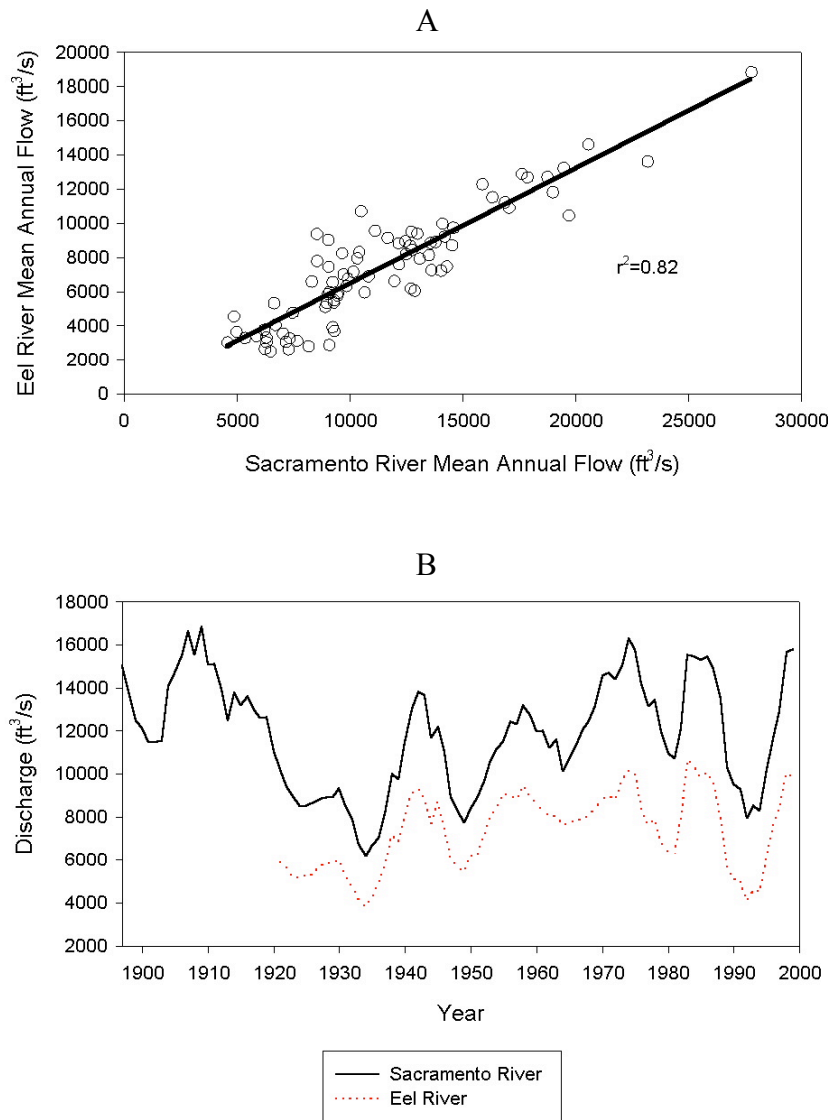 A
20000
18000
16000
14000
12000
10000
8000
6000
4000
2000
0
Eel River Mean Annual Flow (ft³/s)
r²=0.82
0 5000 10000 15000 20000 25000 30000
Sacramento River Mean Annual Flow (ft³/s)
B
18000
16000
14000
12000
10000
8000
6000
4000
2000
Discharge (ft³/s)
1900 1910 1920 1930 1940 1950 1960 1970 1980 1990 2000
Year
Sacramento River
Eel River